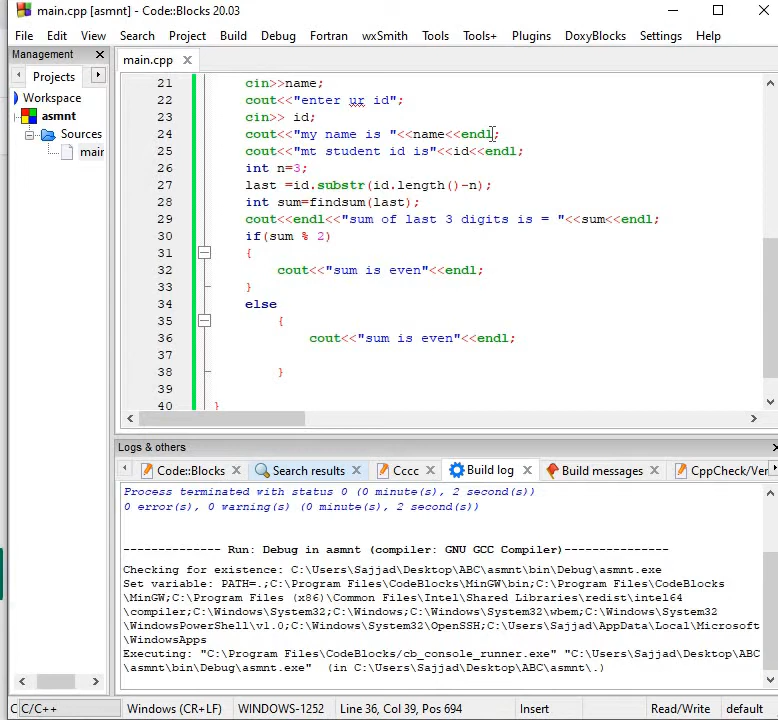 main.cpp [asmnt] - Code::Blocks 20.03
File Edit View Search Project Build Debug Fortran wxSmith Tools Tools+ Plugins DoxyBlocks Settings Help
Management
Projects
Workspace
asmnt
Sources
main
main.cpp
21 cin>>name;
22 cout<<"enter ur id";
23 cin>> id;
24 cout<<"my name is "<<name<<endl;
25 cout<<"mt student id is"<<id<<endl;
26 int n=3;
27 last =id.substr(id.length()-n);
28 int sum=findsum(last);
29 cout<<endl<<"sum of last 3 digits is = "<<sum<<endl;
30 if(sum % 2)
31 {
32 cout<<"sum is even"<<endl;
33 }
34 else
35 {
36 cout<<"sum is even"<<endl;
37
38 }
39
40 }
Logs & others
Code::Blocks Search results Cccc Build log Build messages CppCheck/Ver
Process terminated with status 0 (0 minute(s), 2 second(s))
0 error(s), 0 warning(s) (0 minute(s), 2 second(s))
-------------- Run: Debug in asmnt (compiler: GNU GCC Compiler)---------------
Checking for existence: C:\Users\Sajjad\Desktop\ABC\asmnt\bin\Debug\asmnt.exe
Set variable: PATH=.;C:\Program Files\CodeBlocks\MinGW\bin;C:\Program Files\CodeBlocks
\MinGW;C:\Program Files (x86)\Common Files\Intel\Shared Libraries\redist\intel64
\compiler;C:\Windows\System32;C:\Windows;C:\Windows\System32\wbem;C:\Windows\System32
\WindowsPowerShell\v1.0;C:\Windows\System32\OpenSSH;C:\Users\Sajjad\AppData\Local\Microsoft
\WindowsApps
Executing: "C:\Program Files\CodeBlocks/cb_console_runner.exe" "C:\Users\Sajjad\Desktop\ABC
\asmnt\bin\Debug\asmnt.exe" (in C:\Users\Sajjad\Desktop\ABC\asmnt\.)
C C/C++ Windows (CR+LF) WINDOWS-1252 Line 36, Col 39, Pos 694 Insert Read/Write default